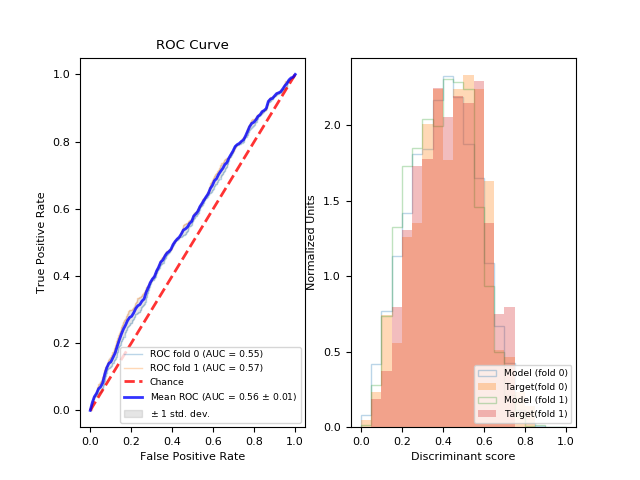 ROC Curve
True Positive Rate
1.0
0.8
0.6
0.4
0.2
0.0
ROC fold 0 (AUC = 0.55)
ROC fold 1 (AUC = 0.57)
Chance
Mean ROC (AUC = 0.56 ± 0.01)
± 1 std. dev.
0.0 0.2 0.4 0.6 0.8 1.0
False Positive Rate
Normalized Units
2.0
1.5
1.0
0.5
0.0
Model (fold 0)
Target(fold 0)
Model (fold 1)
Target(fold 1)
0.0 0.2 0.4 0.6 0.8 1.0
Discriminant score